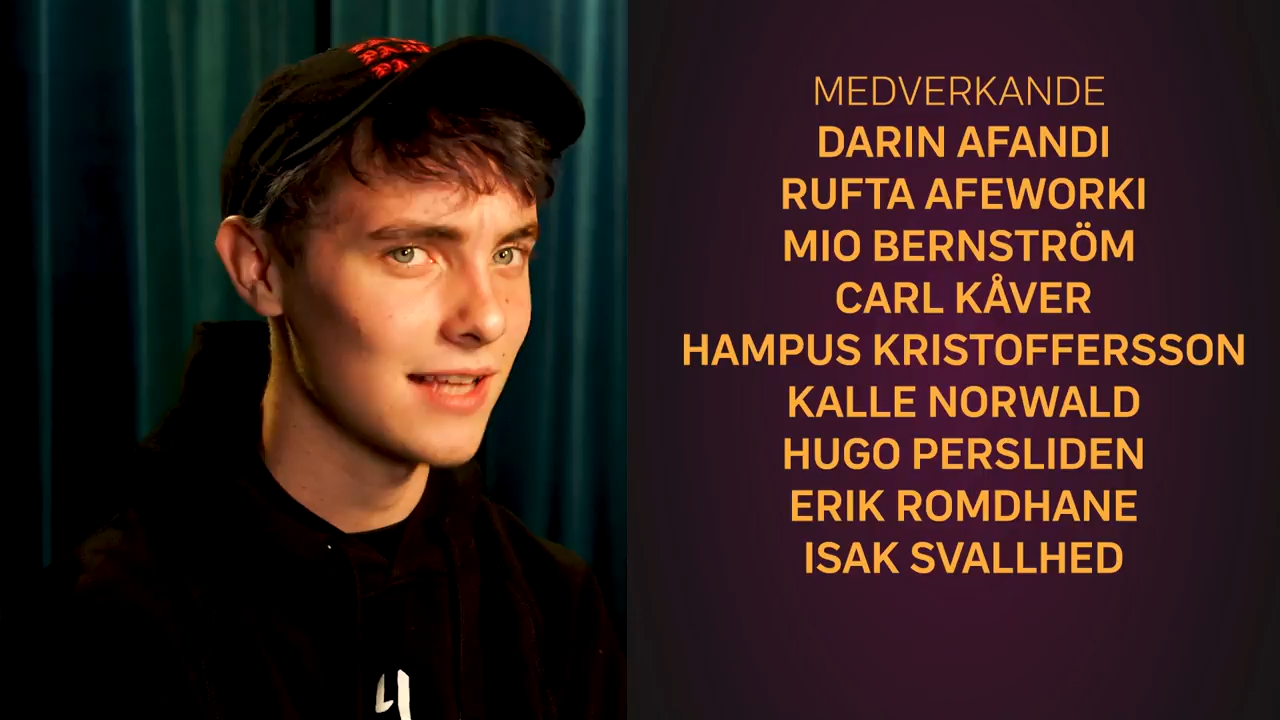 MEDVERKANDE
DARIN AFANDI
RUFTA AFEWORKI
MIO BERNSTRÖM
CARL KÅVER
HAMPUS KRISTOFFERSSON
KALLE NORWALD
HUGO PERSLIDEN
ERIK ROMDHANE
ISAK SVALLHED